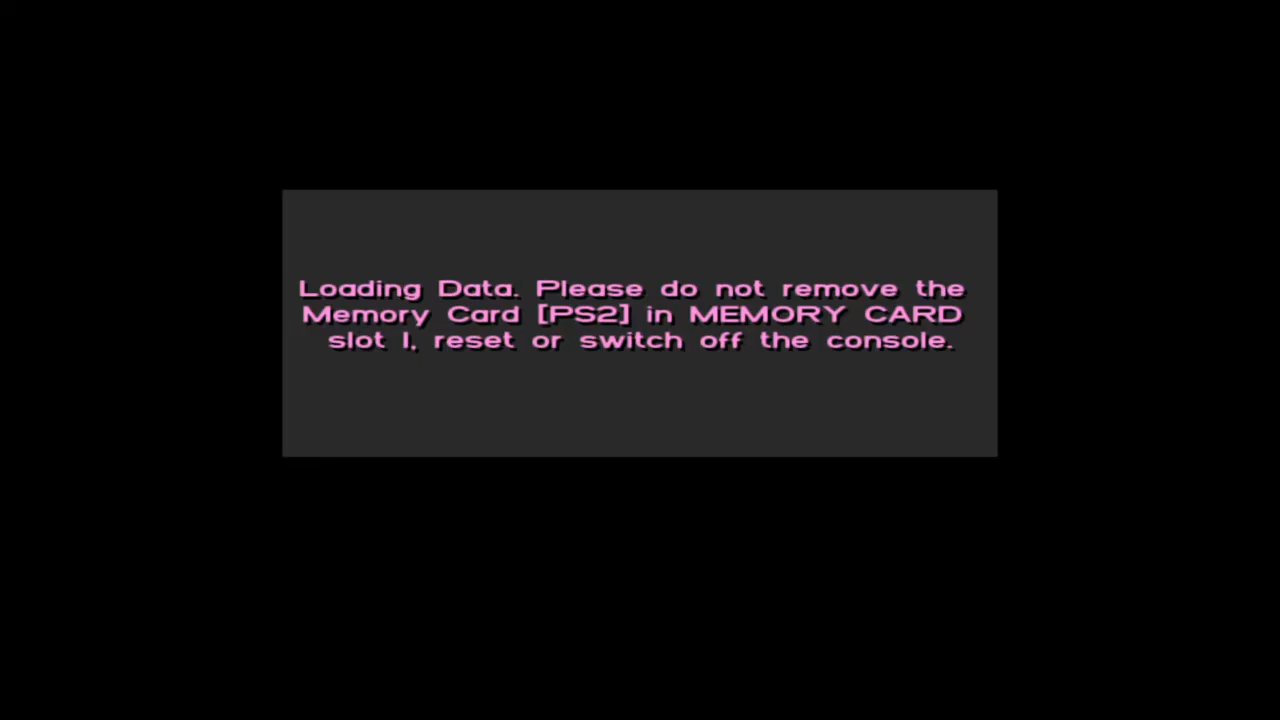 Loading Data. Please do not remove the
Memory Card [PS2] in MEMORY CARD
slot 1, reset or switch off the console.